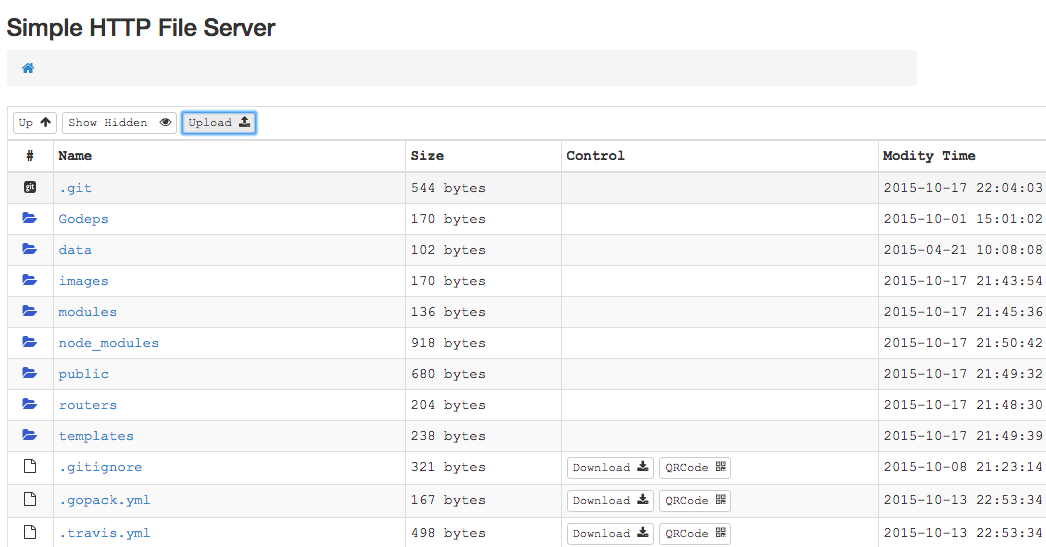 Simple HTTP File Server
Up Show Hidden Upload
# Name Size Control Modity Time
git .git 544 bytes 2015-10-17 22:04:03
Godeps 170 bytes 2015-10-01 15:01:02
data 102 bytes 2015-04-21 10:08:08
images 170 bytes 2015-10-17 21:43:54
modules 136 bytes 2015-10-17 21:45:36
node_modules 918 bytes 2015-10-17 21:50:42
public 680 bytes 2015-10-17 21:49:32
routers 204 bytes 2015-10-17 21:48:30
templates 238 bytes 2015-10-17 21:49:39
.gitignore 321 bytes Download QRCode 2015-10-08 21:23:14
.gopack.yml 167 bytes Download QRCode 2015-10-13 22:53:34
.travis.yml 498 bytes Download QRCode 2015-10-13 22:53:34